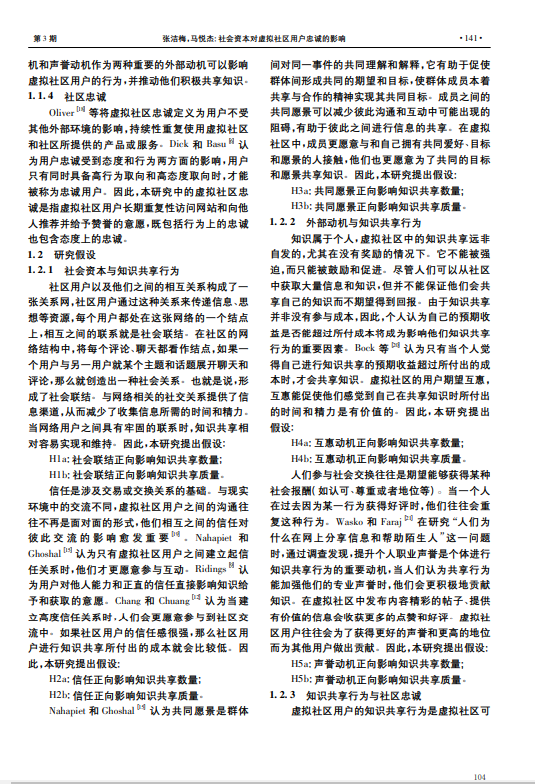 第 3 期
张洁梅,马悦杰:社会资本对虚拟社区用户忠诚的影响
·141·
机和声誉动机作为两种重要的外部动机可以影响
虚拟社区用户的行为,并推动他们积极共享知识。
1.1.4 社区忠诚
Oliver 等将虚拟社区忠诚定义为用户不受
其他外部环境的影响,持续性重复使用虚拟社区
和社区所提供的产品或服务。Dick 和 Basu 认
为用户忠诚受到态度和行为两方面的影响,用户
只有同时具备高行为取向和高态度取向时,才能
被称为忠诚用户。因此,本研究中的虚拟社区忠
诚是指虚拟社区用户长期重复性访问网站和向他
人推荐并给予赞誉的意愿,既包括行为上的忠诚
也包含态度上的忠诚。
1.2 研究假设
1.2.1 社会资本与知识共享行为
社区用户以及他们之间的相互关系构成了一
张关系网,社区用户通过这种关系来传递信息、思
想等资源,每个用户都处在这张网络的一个结点
上,相互之间的联系就是社会联结。在社区的网
络结构中,将每个评论、聊天都看作结点,如果一
个用户与另一用户就某个主题和话题展开聊天和
评论,那么就创造出一种社会关系。也就是说,形
成了社会联结。与网络相关的社交关系提供了信
息渠道,从而减少了收集信息所需的时间和精力。
当网络用户之间具有牢固的联系时,知识共享相
对容易实现和维持。因此,本研究提出假设:
H1a:社会联结正向影响知识共享数量;
H1b:社会联结正向影响知识共享质量。
信任是涉及交易或交换关系的基础。与现实
环境中的交流不同,虚拟社区用户之间的沟通往
往不再是面对面的形式,他们相互之间的信任对
彼此交流的影响愈发重要。Nahapiet 和
Ghoshal[15] 认为只有虚拟社区用户之间建立起信
任关系时,他们才更愿意参与互动。Ridings 认
为用户对他人能力和正直的信任直接影响知识给
予和获取的意愿。Chang 和 Chuang[12] 认为当建
立高度信任关系时,人们会更愿意参与到社区交
流中。如果社区用户的信任感很强,那么社区用
户进行知识共享所付出的成本就会比较低。因
此,本研究提出假设:
H2a:信任正向影响知识共享数量;
H2b:信任正向影响知识共享质量。
Nahapiet 和 Ghoshal[15] 认为共同愿景是群体
间对同一事件的共同理解和解释,它有助于促使
群体间形成共同的期望和目标,使群体成员本着
共享与合作的精神实现其共同目标。成员之间的
共同愿景可以减少彼此沟通和互动中可能出现的
阻碍,有助于彼此之间进行信息的共享。在虚拟
社区中,成员更愿意与和自己拥有共同爱好、目标
和愿景的人接触,他们也更愿意为了共同的目标
和愿景共享知识。因此,本研究提出假设:
H3a:共同愿景正向影响知识共享数量;
H3b:共同愿景正向影响知识共享质量。
1.2.2 外部动机与知识共享行为
知识属于个人,虚拟社区中的知识共享远非
自发的,尤其在没有奖励的情况下。它不能被强
迫,而只能被鼓励和促进。尽管人们可以从社区
中获取大量信息和知识,但并不能保证他们会共
享自己的知识而不期望得到回报。由于知识共享
并非没有参与成本,因此,个人认为自己的预期收
益是否能超过所付成本将成为影响他们知识共享
行为的重要因素。Bock 等[20] 认为只有当个人觉
得自己进行知识共享的预期收益超过所付出的成
本时,才会共享知识。虚拟社区的用户期望互惠,
互惠能促使他们感觉到自己在共享知识时所付出
的时间和精力是有价值的。因此,本研究提出
假设:
H4a:互惠动机正向影响知识共享数量;
H4b:互惠动机正向影响知识共享质量。
人们参与社会交换往往是期望能够获得某种
社会报酬(如认可、尊重或者地位等)。当一个人
在过去因为某一行为获得好评时,他们往往会重
复这种行为。Wasko 和 Faraj[21] 在研究“人们为
什么在网上分享信息和帮助陌生人”这一问题
时,通过调查发现,提升个人职业声誉是个体进行
知识共享行为的重要动机,当人们认为共享行为
能加强他们的专业声誉时,他们会更积极地贡献
知识。在虚拟社区中发布内容精彩的帖子、提供
有价值的信息会收获更多的点赞和好评。虚拟社
区用户往往会为了获得更好的声誉和更高的地位
而为其他用户做出贡献。因此,本研究提出假设:
H5a:声誉动机正向影响知识共享数量;
H5b:声誉动机正向影响知识共享质量。
1.2.3 知识共享行为与社区忠诚
虚拟社区用户的知识共享行为是虚拟社区可
104